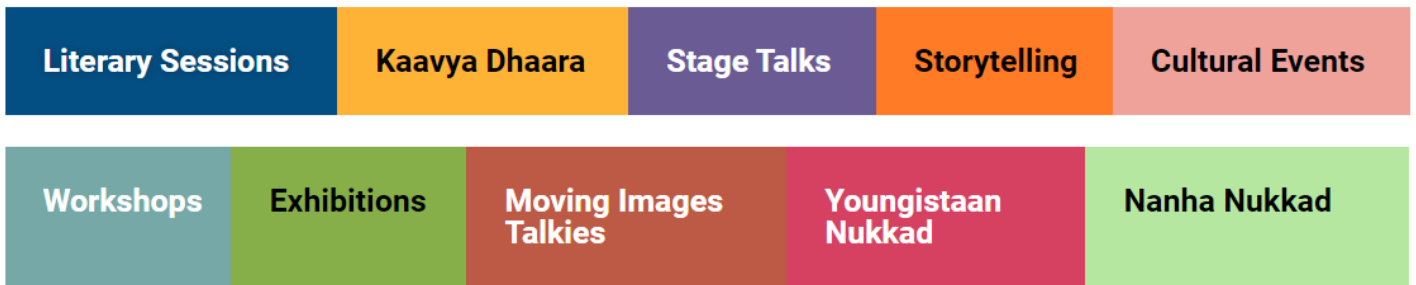 Literary Sessions
Kaavya Dhaara
Stage Talks
Storytelling
Cultural Events
Workshops
Exhibitions
Moving Images
Talkies
Youngistaan
Nukkad
Nanha Nukkad